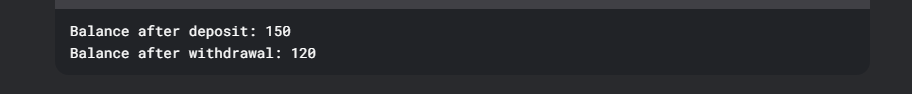 Balance after deposit: 150
Balance after withdrawal: 120